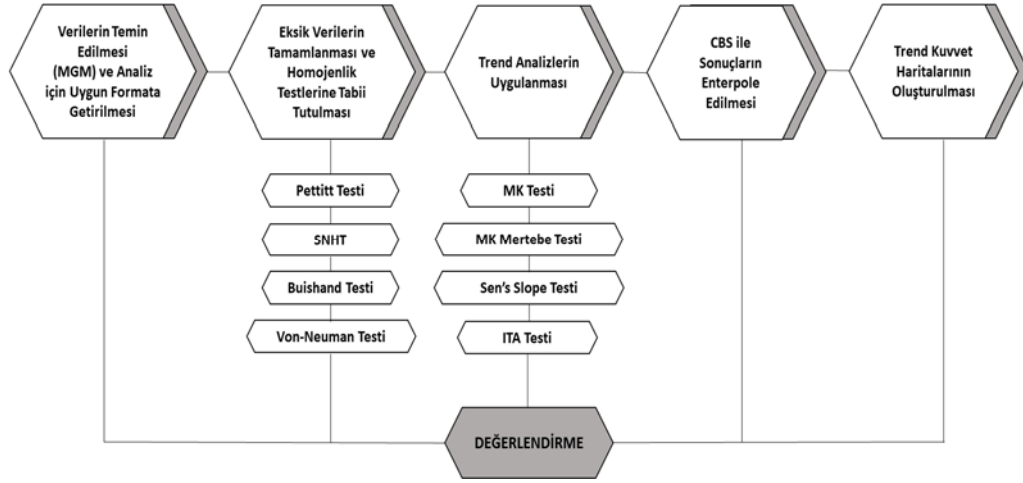 Verilerin Temin
Edilmesi
(MGM) ve Analiz
için Uygun Formata
Getirilmesi
Eksik Verilerin
Tamamlanması ve
Homojenlik
Testlerine Tabii
Tutulması
Trend Analizlerin
Uygulanması
CBS ile
Sonuçların
Enterpole
Edilmesi
Trend Kuvvet
Haritalarının
Oluşturulması
Pettitt Testi
SNHT
Buishand Testi
Von-Neuman Testi
MK Testi
MK Mertebe Testi
Sen's Slope Testi
ITA Testi
DEĞERLENDİRME